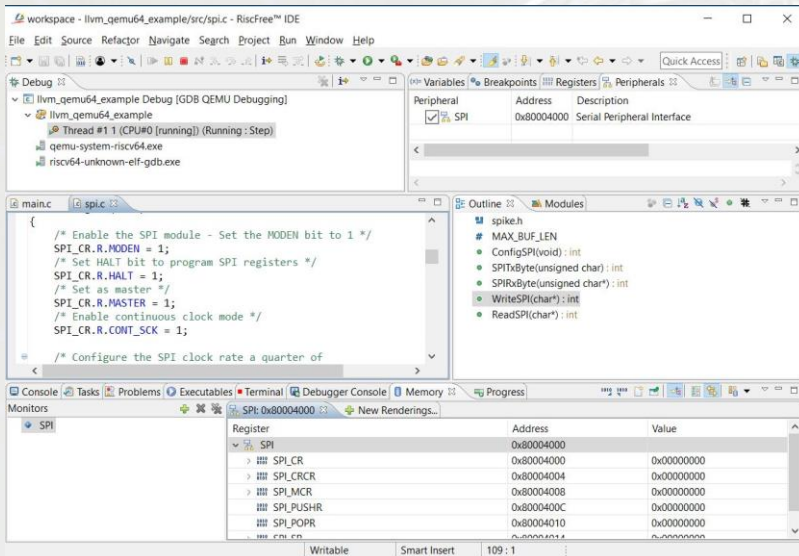 workspace - llvm_qemu64_example/src/spi.c - RiscFree™ IDE
File Edit Source Refactor Navigate Search Project Run Window Help
Quick Access
Debug
llvm_qemu64_example Debug [GDB QEMU Debugging]
llvm_qemu64_example
Thread #1 1 (CPU#0 [running]) (Running : Step)
qemu-system-riscv64.exe
riscv64-unknown-elf-gdb.exe
Variables Breakpoints Registers Peripherals
Peripheral Address Description
SPI 0x80004000 Serial Peripheral Interface
main.c spi.c
{
/* Enable the SPI module - Set the MODEN bit to 1 */
SPI_CR.R.MODEN = 1;
/* Set HALT bit to program SPI registers */
SPI_CR.R.HALT = 1;
/* Set as master */
SPI_CR.R.MASTER = 1;
/* Enable continuous clock mode */
SPI_CR.R.CONT_SCK = 1;
/* Configure the SPI clock rate a quarter of
Outline Modules
spike.h
# MAX_BUF_LEN
ConfigSPI(void) : int
SPITxByte(unsigned char) : int
SPIRxByte(unsigned char*) : int
WriteSPI(char*) : int
ReadSPI(char*) : int
Console Tasks Problems Executables Terminal Debugger Console Memory Progress
Monitors
SPI
SPI: 0x80004000 New Renderings...
Register Address Value
SPI 0x80004000
SPI_CR 0x80004000 0x00000000
SPI_CRCR 0x80004004 0x00000000
SPI_MCR 0x80004008 0x00000000
SPI_PUSHR 0x8000400C 0x00000000
SPI_POPR 0x80004010 0x00000000
SPI_SR 0x80004014 0x00000000
Writable Smart Insert 109 : 1